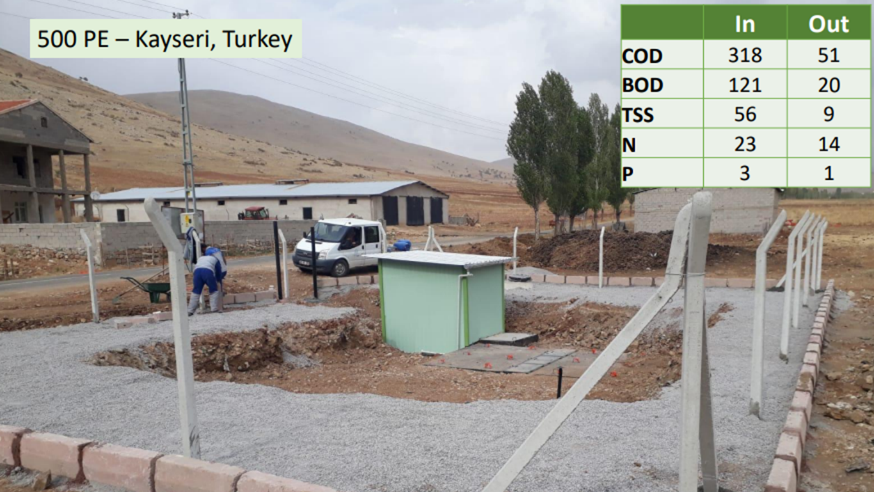 500 PE – Kayseri, Turkey
In Out
COD 318 51
BOD 121 20
TSS 56 9
N 23 14
P 3 1